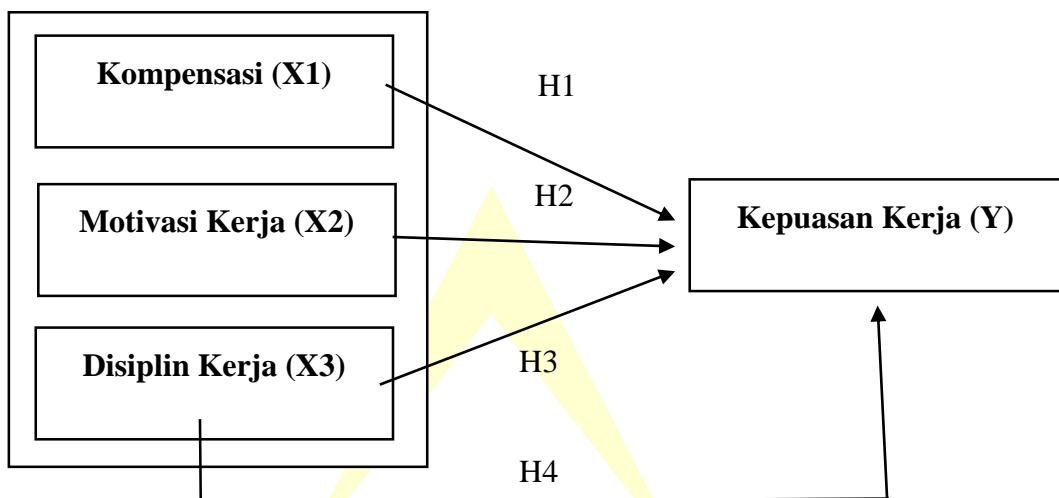 Kompensasi (X1)
H1
H2
Motivasi Kerja (X2)
Kepuasan Kerja (Y)
Disiplin Kerja (X3)
H3
H4